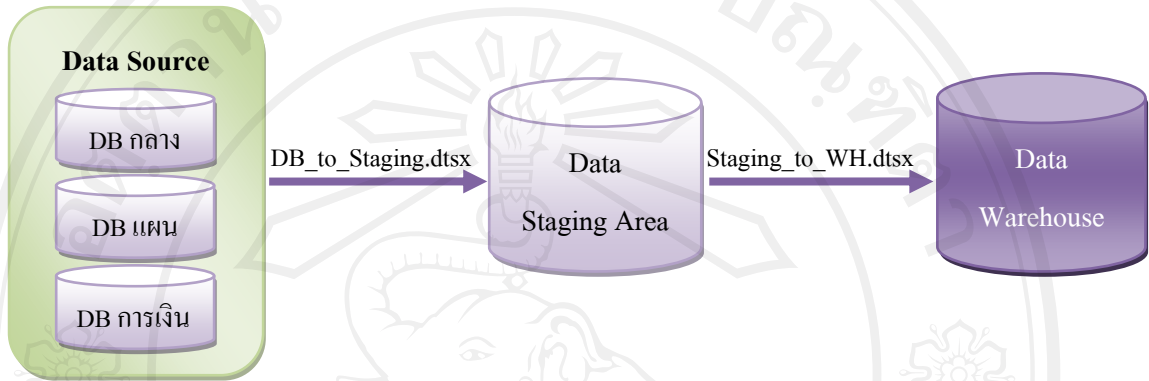 Data Source
DB กลาง
DB แผน
DB การเงิน
DB_to_Staging.dtsx
Data
Staging Area
Staging_to_WH.dtsx
Data
Warehouse